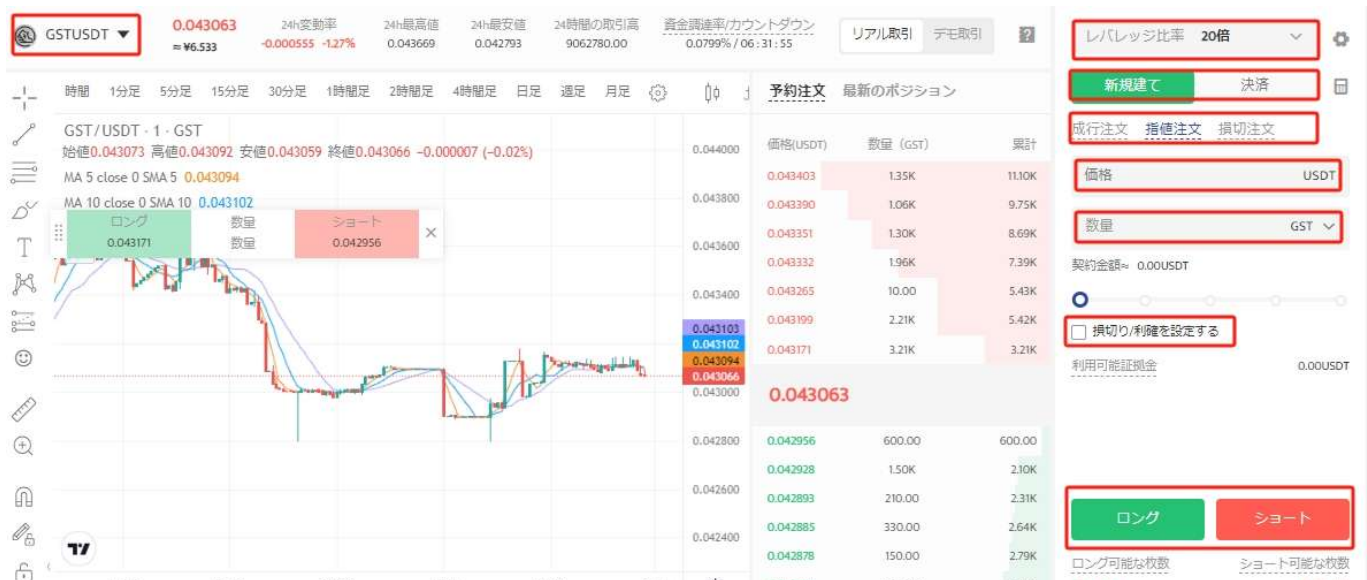 GSTUSDT ▼
0.043063
≈ ¥6.533
24h変動率
-0.000555 -1.27%
24h最高値
0.043669
24h最安値
0.042793
24時間の取引高
9062780.00
資金調達率/カウントダウン
0.0799% / 06:31:55
リアル取引 デモ取引
?
時間 1分足 5分足 15分足 30分足 1時間足 2時間足 4時間足 日足 週足 月足
GST/USDT · 1 · GST
始値0.043073 高値0.043092 安値0.043059 終値0.043066 -0.000007 (-0.02%)
MA 5 close 0 SMA 5 0.043094
MA 10 close 0 SMA 10 0.043102
ロング 数量 ショート
0.043171 数量 0.042956
0.044000
0.043800
0.043600
0.043400
0.043103
0.043102
0.043094
0.043066
0.043000
0.042800
0.042600
0.042400
予約注文 最新のポジション
価格(USDT) 数量 (GST) 累計
0.043403 1.35K 11.10K
0.043390 1.06K 9.75K
0.043351 1.30K 8.69K
0.043332 1.96K 7.39K
0.043265 10.00 5.43K
0.043199 2.21K 5.42K
0.043171 3.21K 3.21K
0.043063
0.042956 600.00 600.00
0.042928 1.50K 2.10K
0.042893 210.00 2.31K
0.042885 330.00 2.64K
0.042878 150.00 2.79K
レバレッジ比率 20倍
新規建て 決済
成行注文 指値注文 損切注文
価格 USDT
数量 GST
契約金額≈ 0.00USDT
損切り/利確を設定する
利用可能証拠金 0.00USDT
ロング ショート
ロング可能な枚数 ショート可能な枚数